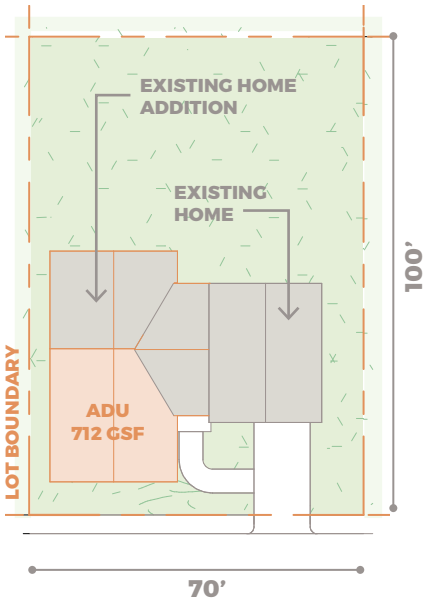 EXISTING HOME
ADDITION
EXISTING
HOME
100’
LOT BOUNDARY
ADU
712 GSF
70’